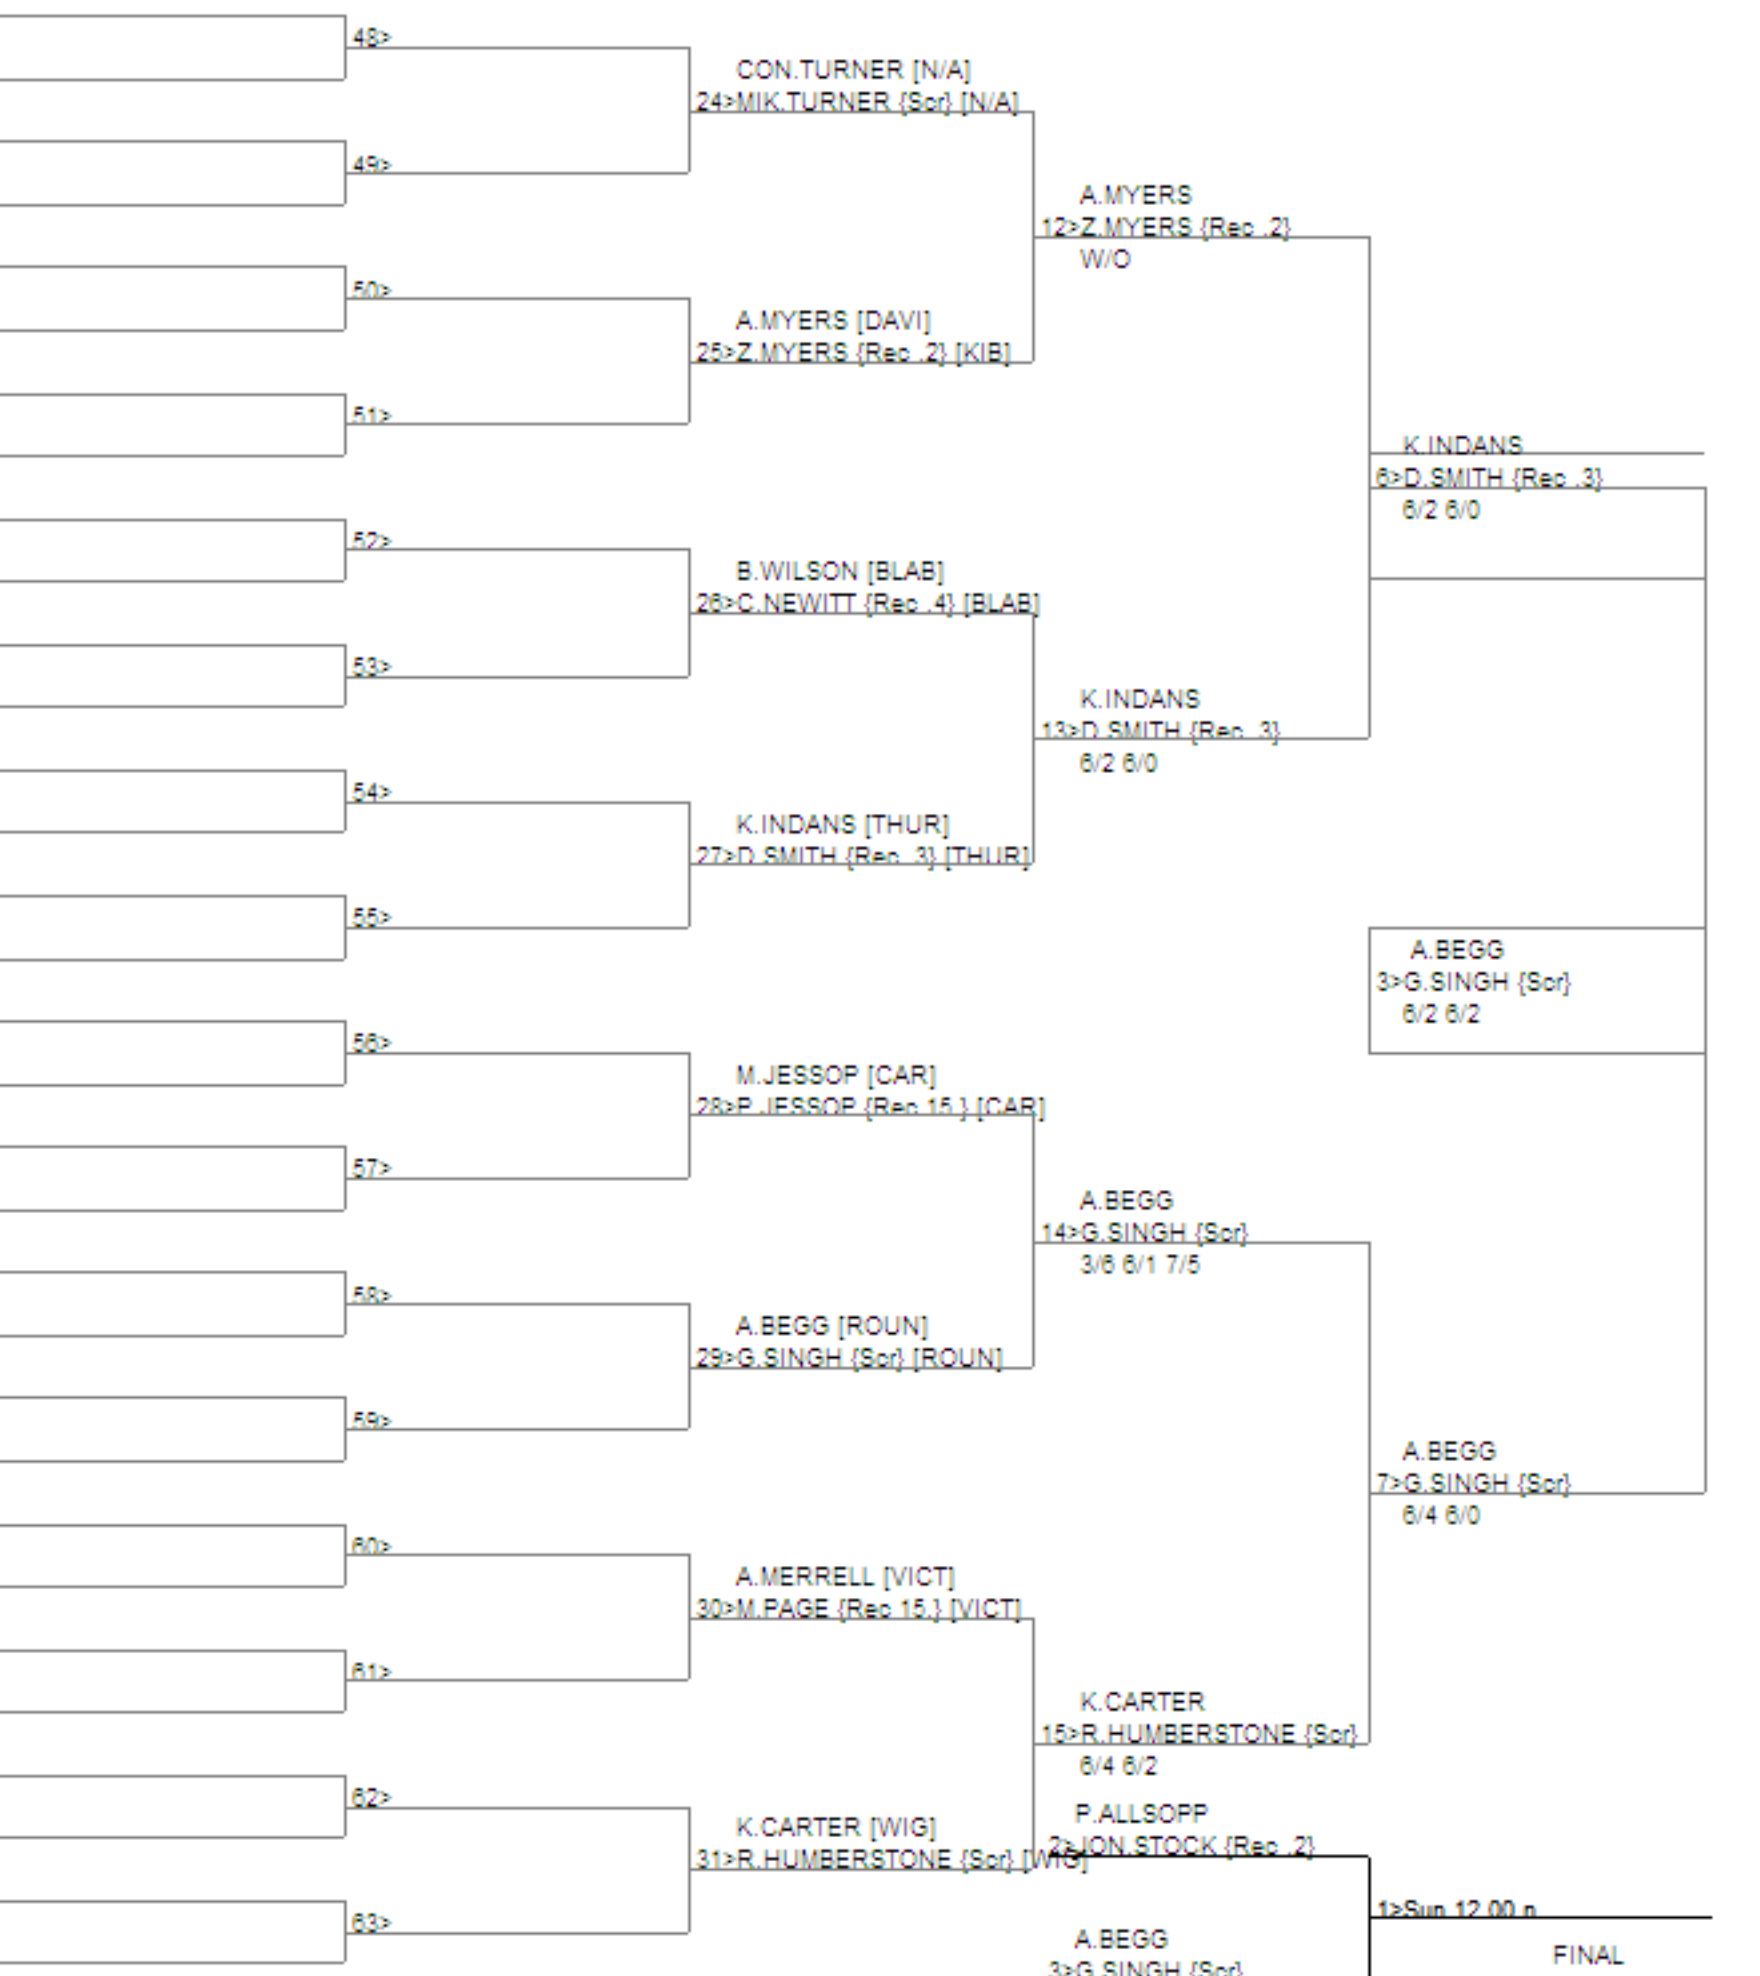 48>
49>
50>
51>
52>
53>
54>
55>
56>
57>
58>
59>
60>
61>
62>
63>
CON.TURNER [N/A]
24>MIK.TURNER {Scr} [N/A]
A.MYERS [DAVI]
25>Z.MYERS {Rec .2} [KIB]
B.WILSON [BLAB]
26>C.NEWITT {Rec .4} [BLAB]
K.INDANS [THUR]
27>D.SMITH {Rec .3} [THUR]
M.JESSOP [CAR]
28>P.JESSOP {Rec 15.} [CAR]
A.BEGG [ROUN]
29>G.SINGH {Scr} [ROUN]
A.MERRELL [VICT]
30>M.PAGE {Rec 15.} [VICT]
K.CARTER [WIG]
31>R.HUMBERSTONE {Scr} [WIG]
A.MYERS
12>Z.MYERS {Rec .2}
W/O
K.INDANS
13>D.SMITH {Rec .3}
6/2 6/0
A.BEGG
14>G.SINGH {Scr}
3/6 6/1 7/5
K.CARTER
15>R.HUMBERSTONE {Scr}
6/4 6/2
P.ALLSOPP
2>JON.STOCK {Rec .2}
A.BEGG
3>G.SINGH {Scr}
K.INDANS
6>D.SMITH {Rec .3}
6/2 6/0
A.BEGG
3>G.SINGH {Scr}
6/2 6/2
A.BEGG
7>G.SINGH {Scr}
6/4 6/0
1>Sun 12.00 n
FINAL